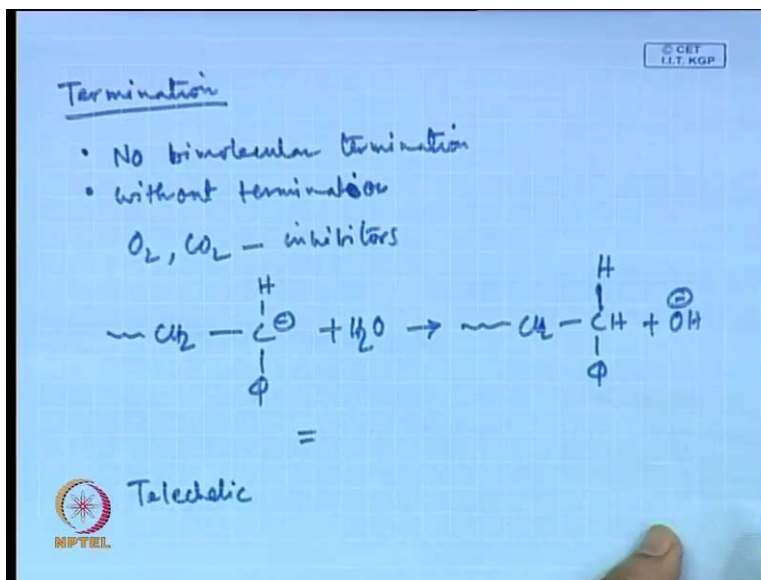 © CET
I.I.T. KGP
Termination
• No bimolecular termination
• without termination
O2, CO2 — inhibitors
H H
~ CH2 — C⊖ + H2O → ~ CH2 — CH + ⊖OH
Φ Φ
=
Telechelic
NPTEL